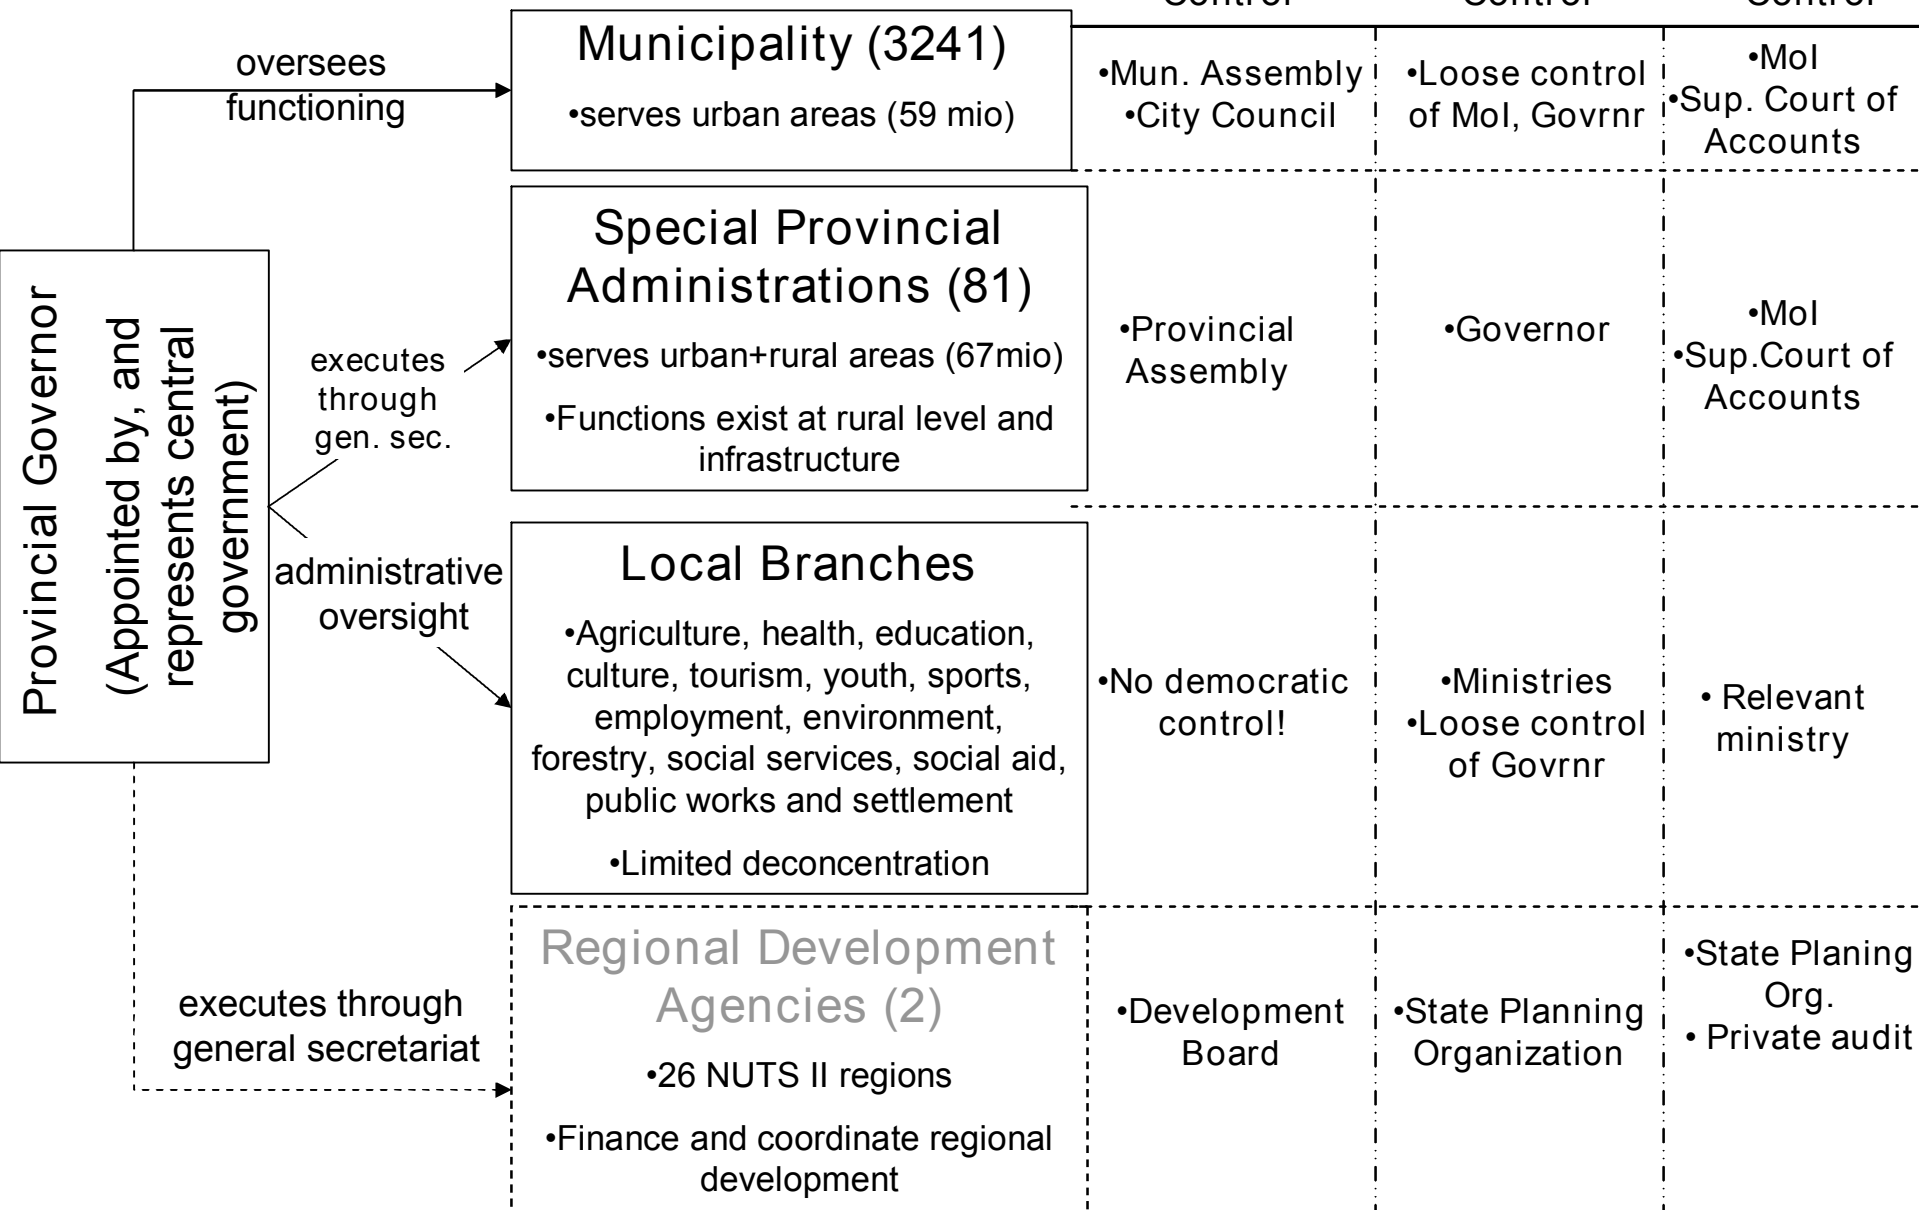 Control
Control
Control
oversees
functioning
Municipality (3241)
•serves urban areas (59 mio)
•Mun. Assembly
•City Council
•Loose control
of MoI, Govrnr
•MoI
•Sup. Court of
Accounts
Provincial Governor
(Appointed by, and
represents central
government)
executes
through
gen. sec.
Special Provincial
Administrations (81)
•serves urban+rural areas (67mio)
•Functions exist at rural level and
infrastructure
•Provincial
Assembly
•Governor
•MoI
•Sup.Court of
Accounts
administrative
oversight
Local Branches
•Agriculture, health, education,
culture, tourism, youth, sports,
employment, environment,
forestry, social services, social aid,
public works and settlement
•Limited deconcentration
•No democratic
control!
•Ministries
•Loose control
of Govrnr
• Relevant
ministry
executes through
general secretariat
Regional Development
Agencies (2)
•26 NUTS II regions
•Finance and coordinate regional
development
•Development
Board
•State Planning
Organization
•State Planing
Org.
• Private audit